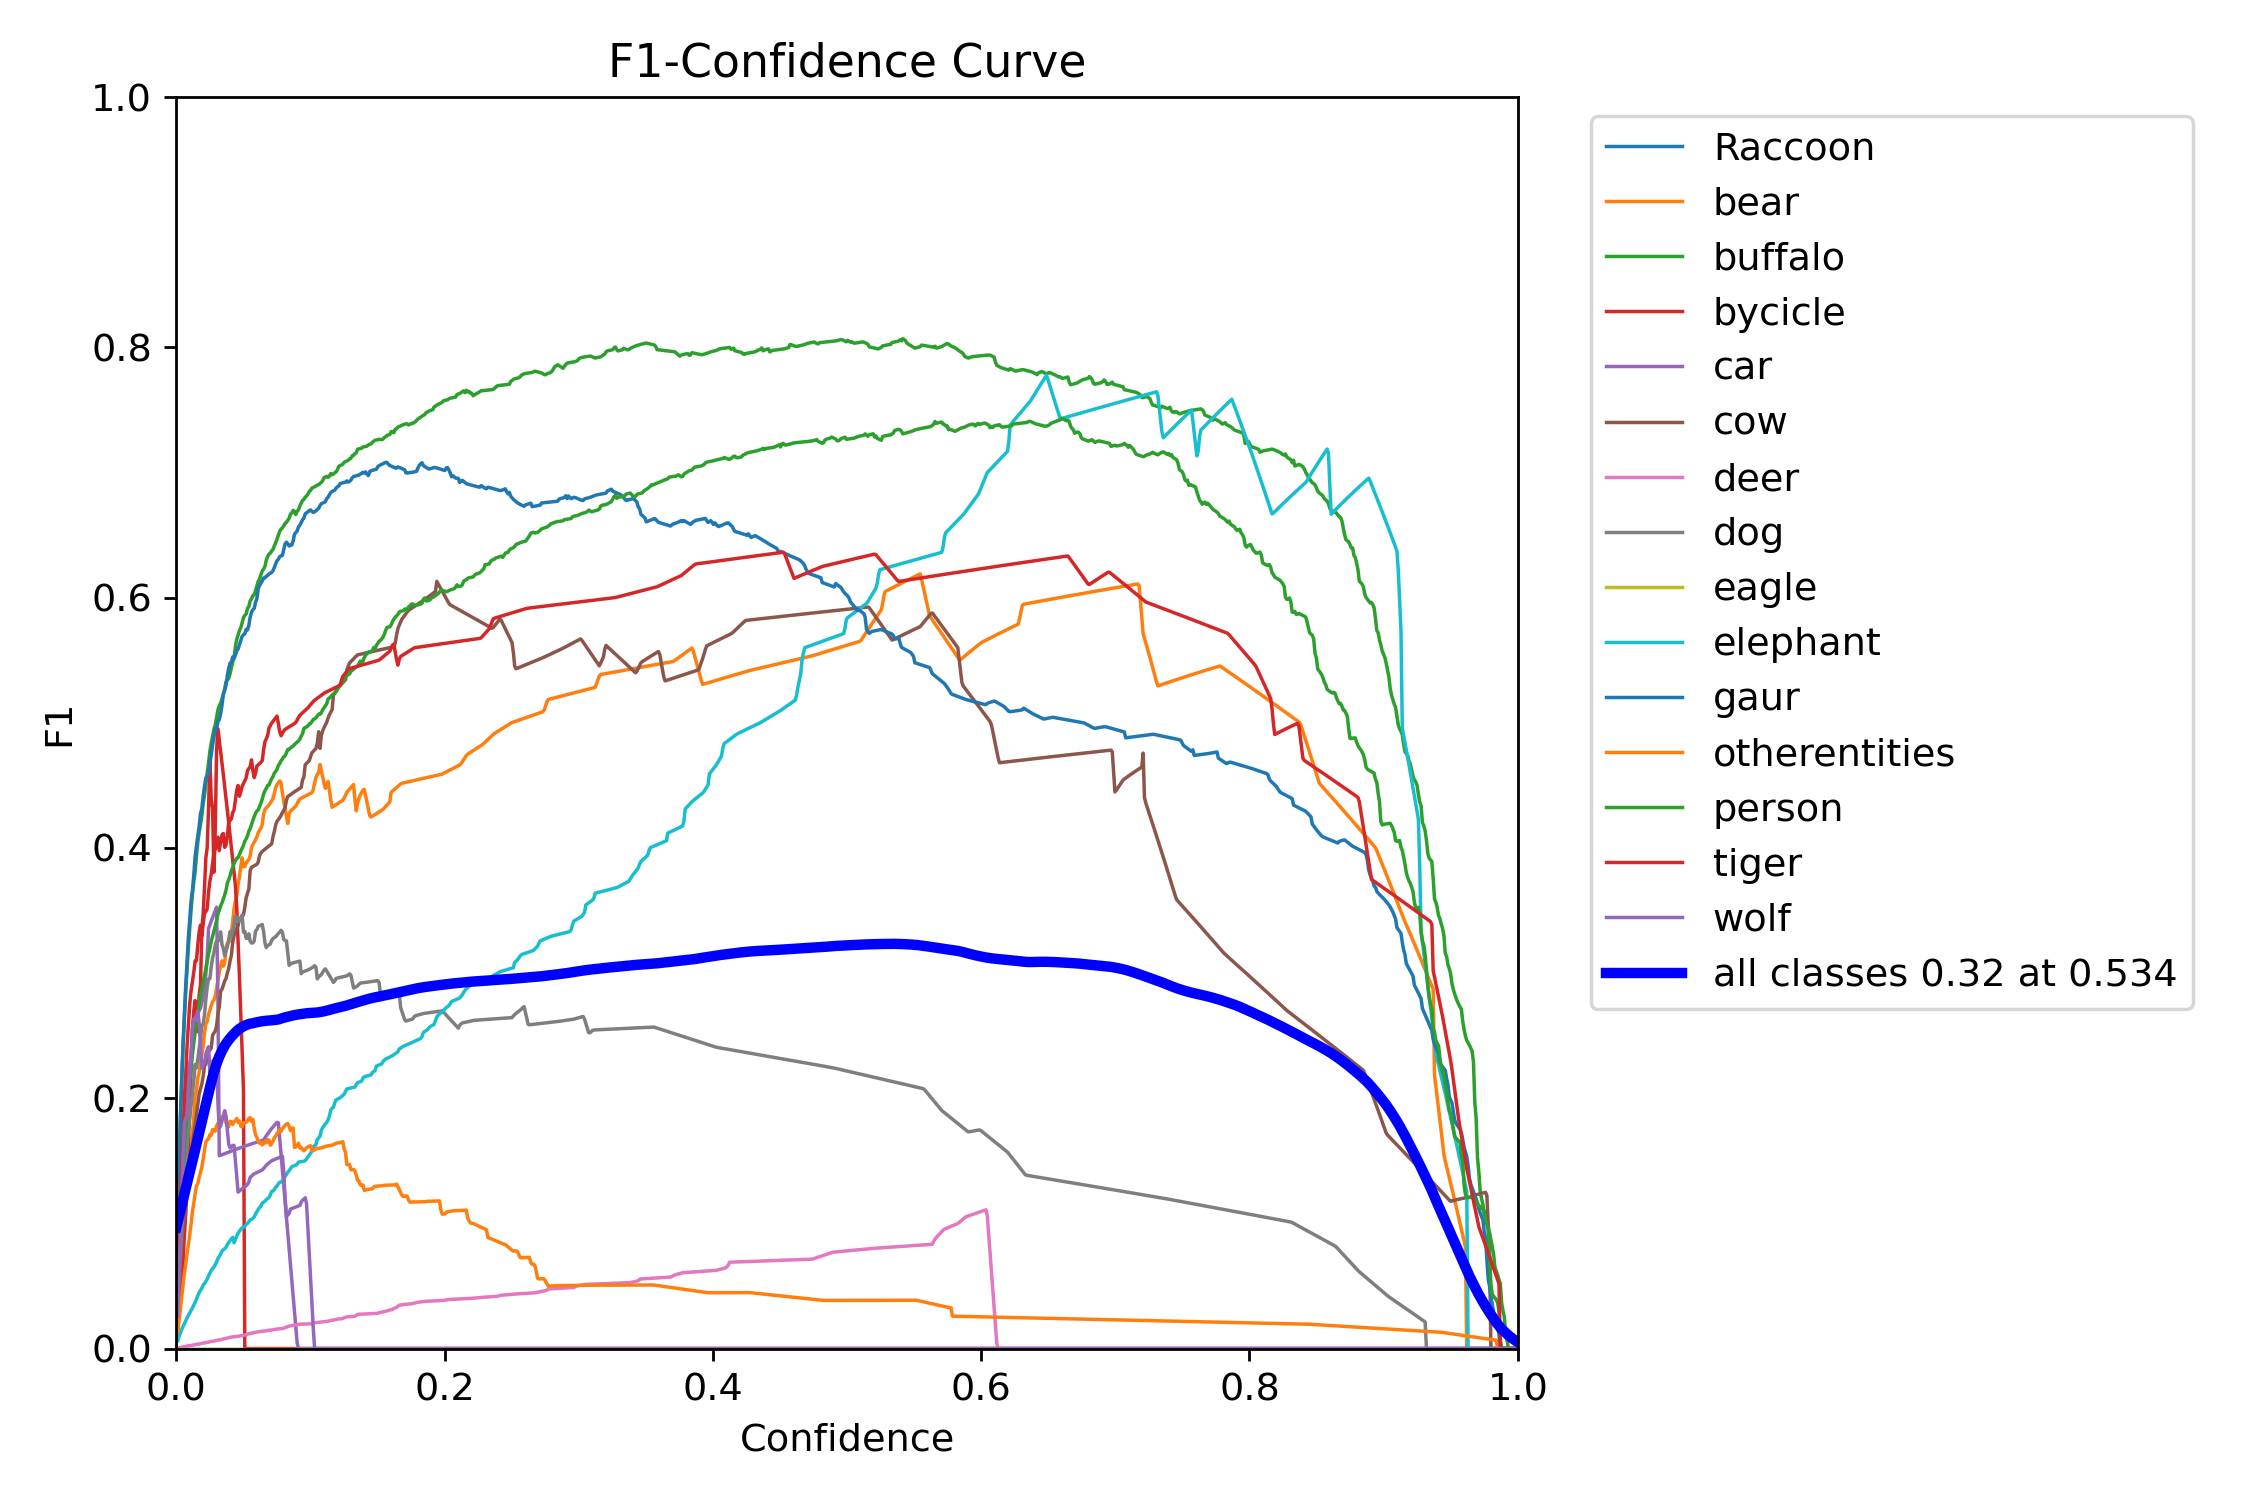 F1-Confidence Curve
1.0
0.8
0.6
0.4
0.2
0.0
F1
0.0 0.2 0.4 0.6 0.8 1.0
Confidence
Raccoon
bear
buffalo
bycicle
car
cow
deer
dog
eagle
elephant
gaur
otherentities
person
tiger
wolf
all classes 0.32 at 0.534